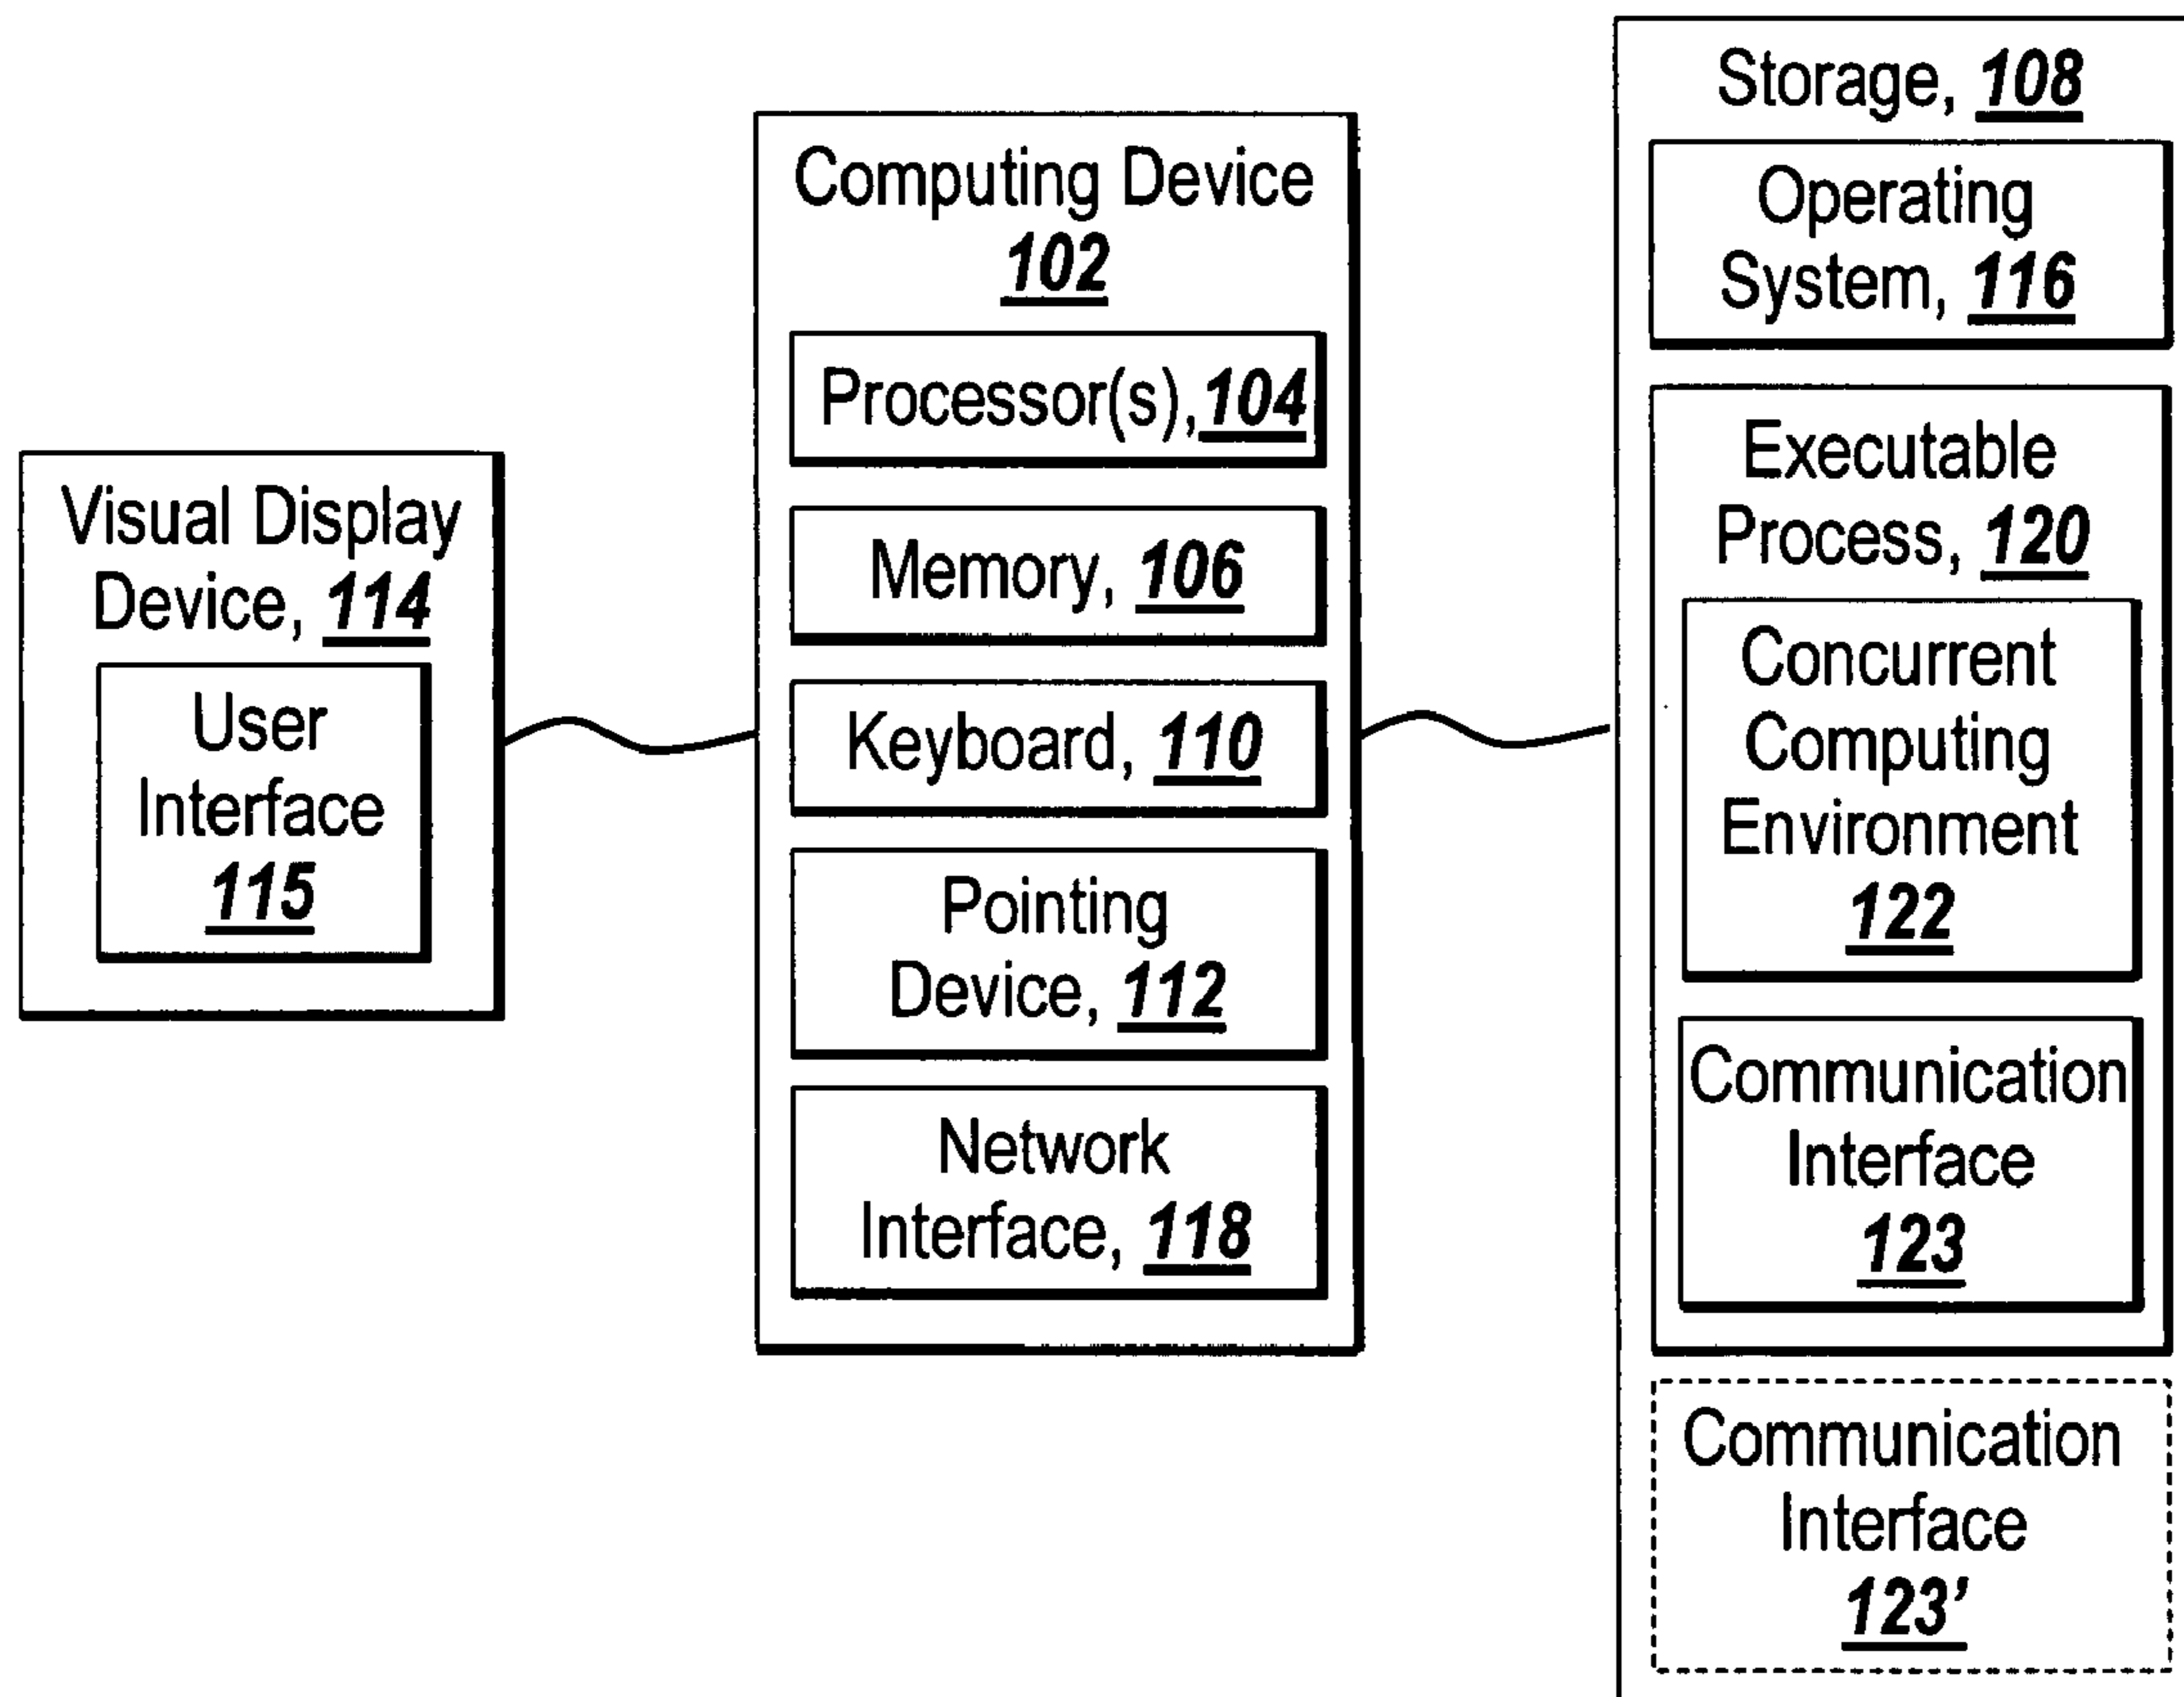 Visual Display
Device, 114
User
Interface
115
Computing Device
102
Processor(s), 104
Memory, 106
Keyboard, 110
Pointing
Device, 112
Network
Interface, 118
Storage, 108
Operating
System, 116
Executable
Process, 120
Concurrent
Computing
Environment
122
Communication
Interface
123
Communication
Interface
123'